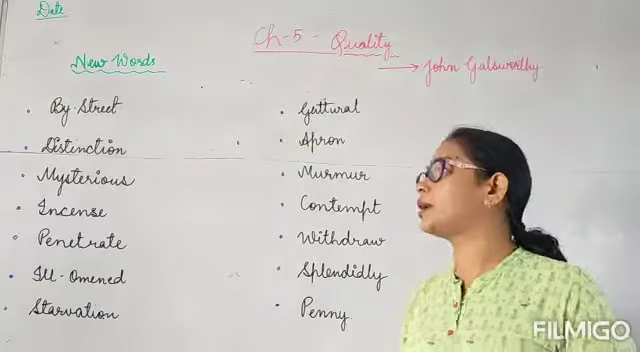 Date
Ch-5 - Quality
New Words
John Galsworthy
By-Street
Distinction
Mysterious
Incense
Penetrate
Ill-Omened
Starvation
Guttural
Apron
Murmur
Contempt
Withdraw
Splendidly
Penny.
FILMIGO